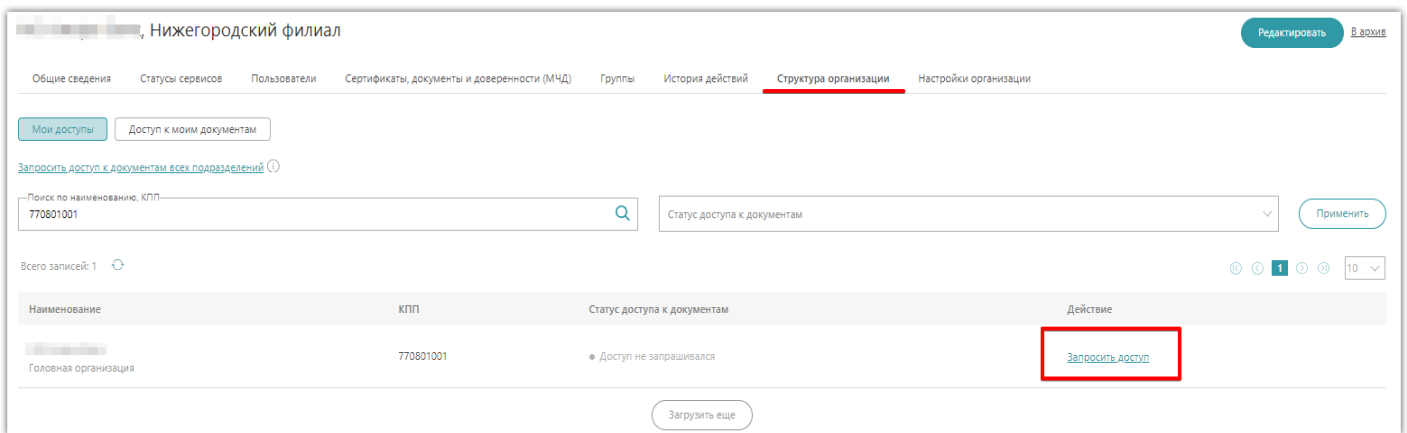 , Нижегородский филиал
Редактировать
В архив
Общие сведения Статусы сервисов Пользователи Сертификаты, документы и доверенности (МЧД) Группы История действий Структура организации Настройки организации
Мои доступы Доступ к моим документам
Запросить доступ к документам всех подразделений
Поиск по наименованию, КПП
770801001
Статус доступа к документам
Применить
Всего записей: 1
1
10
Наименование КПП Статус доступа к документам Действие
770801001 Доступ не запрашивался Запросить доступ
Головная организация
Загрузить еще